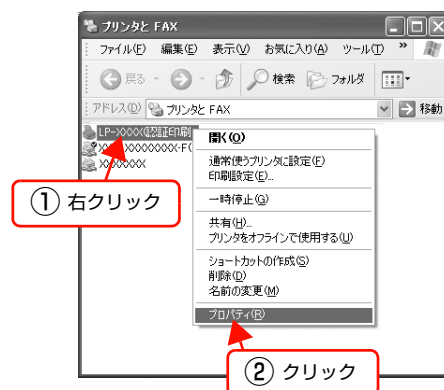 プリンタと FAX
ファイル(F) 編集(E) 表示(V) お気に入り(A) ツール(T) »
戻る 検索 フォルダ
アドレス(D) プリンタと FAX 移動
LP-XXXX(認証印刷
XXXXXXXXXXX-F(
XXXXXXX
開く(O)
通常使うプリンタに設定(F)
印刷設定(E)...
一時停止(G)
共有(H)...
プリンタをオフラインで使用する(U)
ショートカットの作成(S)
削除(D)
名前の変更(M)
プロパティ(R)
① 右クリック
② クリック